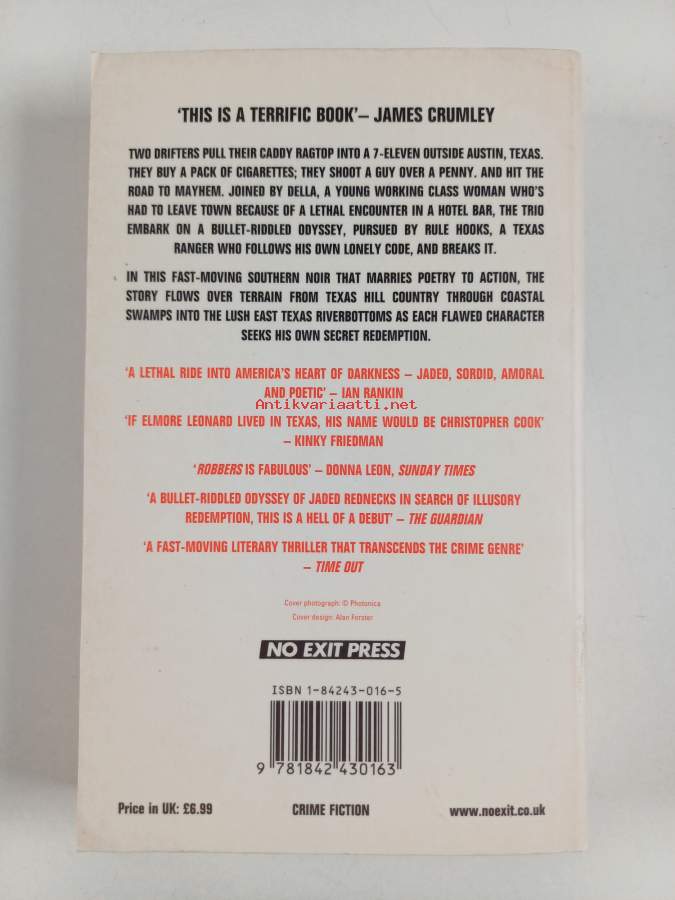 'THIS IS A TERRIFIC BOOK'– JAMES CRUMLEY
TWO DRIFTERS PULL THEIR CADDY RAGTOP INTO A 7-ELEVEN OUTSIDE AUSTIN, TEXAS.
THEY BUY A PACK OF CIGARETTES; THEY SHOOT A GUY OVER A PENNY. AND HIT THE
ROAD TO MAYHEM. JOINED BY DELLA, A YOUNG WORKING CLASS WOMAN WHO'S
HAD TO LEAVE TOWN BECAUSE OF A LETHAL ENCOUNTER IN A HOTEL BAR, THE TRIO
EMBARK ON A BULLET-RIDDLED ODYSSEY, PURSUED BY RULE HOOKS, A TEXAS
RANGER WHO FOLLOWS HIS OWN LONELY CODE, AND BREAKS IT.
IN THIS FAST-MOVING SOUTHERN NOIR THAT MARRIES POETRY TO ACTION, THE
STORY FLOWS OVER TERRAIN FROM TEXAS HILL COUNTRY THROUGH COASTAL
SWAMPS INTO THE LUSH EAST TEXAS RIVERBOTTOMS AS EACH FLAWED CHARACTER
SEEKS HIS OWN SECRET REDEMPTION.
'A LETHAL RIDE INTO AMERICA'S HEART OF DARKNESS – JADED, SORDID, AMORAL
AND POETIC' – IAN RANKIN
Antikvariaatti.net
'IF ELMORE LEONARD LIVED IN TEXAS, HIS NAME WOULD BE CHRISTOPHER COOK'
– KINKY FRIEDMAN
'ROBBERS IS FABULOUS' – DONNA LEON, SUNDAY TIMES
'A BULLET-RIDDLED ODYSSEY OF JADED REDNECKS IN SEARCH OF ILLUSORY
REDEMPTION, THIS IS A HELL OF A DEBUT' – THE GUARDIAN
'A FAST-MOVING LITERARY THRILLER THAT TRANSCENDS THE CRIME GENRE'
– TIME OUT
Cover photograph: © Photonica
Cover design: Alan Forster
NO EXIT PRESS
ISBN 1-84243-016-5
9 781842 430163
Price in UK: £6.99 CRIME FICTION www.noexit.co.uk